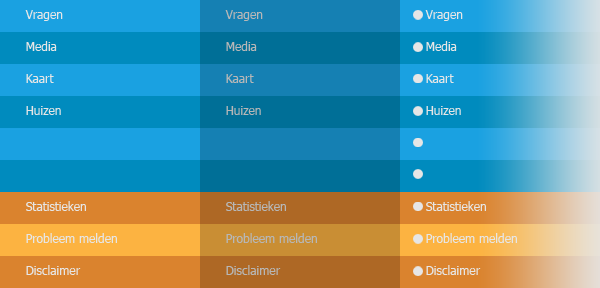 Vragen Vragen Vragen
Media Media Media
Kaart Kaart Kaart
Huizen Huizen Huizen
Statistieken Statistieken Statistieken
Probleem melden Probleem melden Probleem melden
Disclaimer Disclaimer Disclaimer